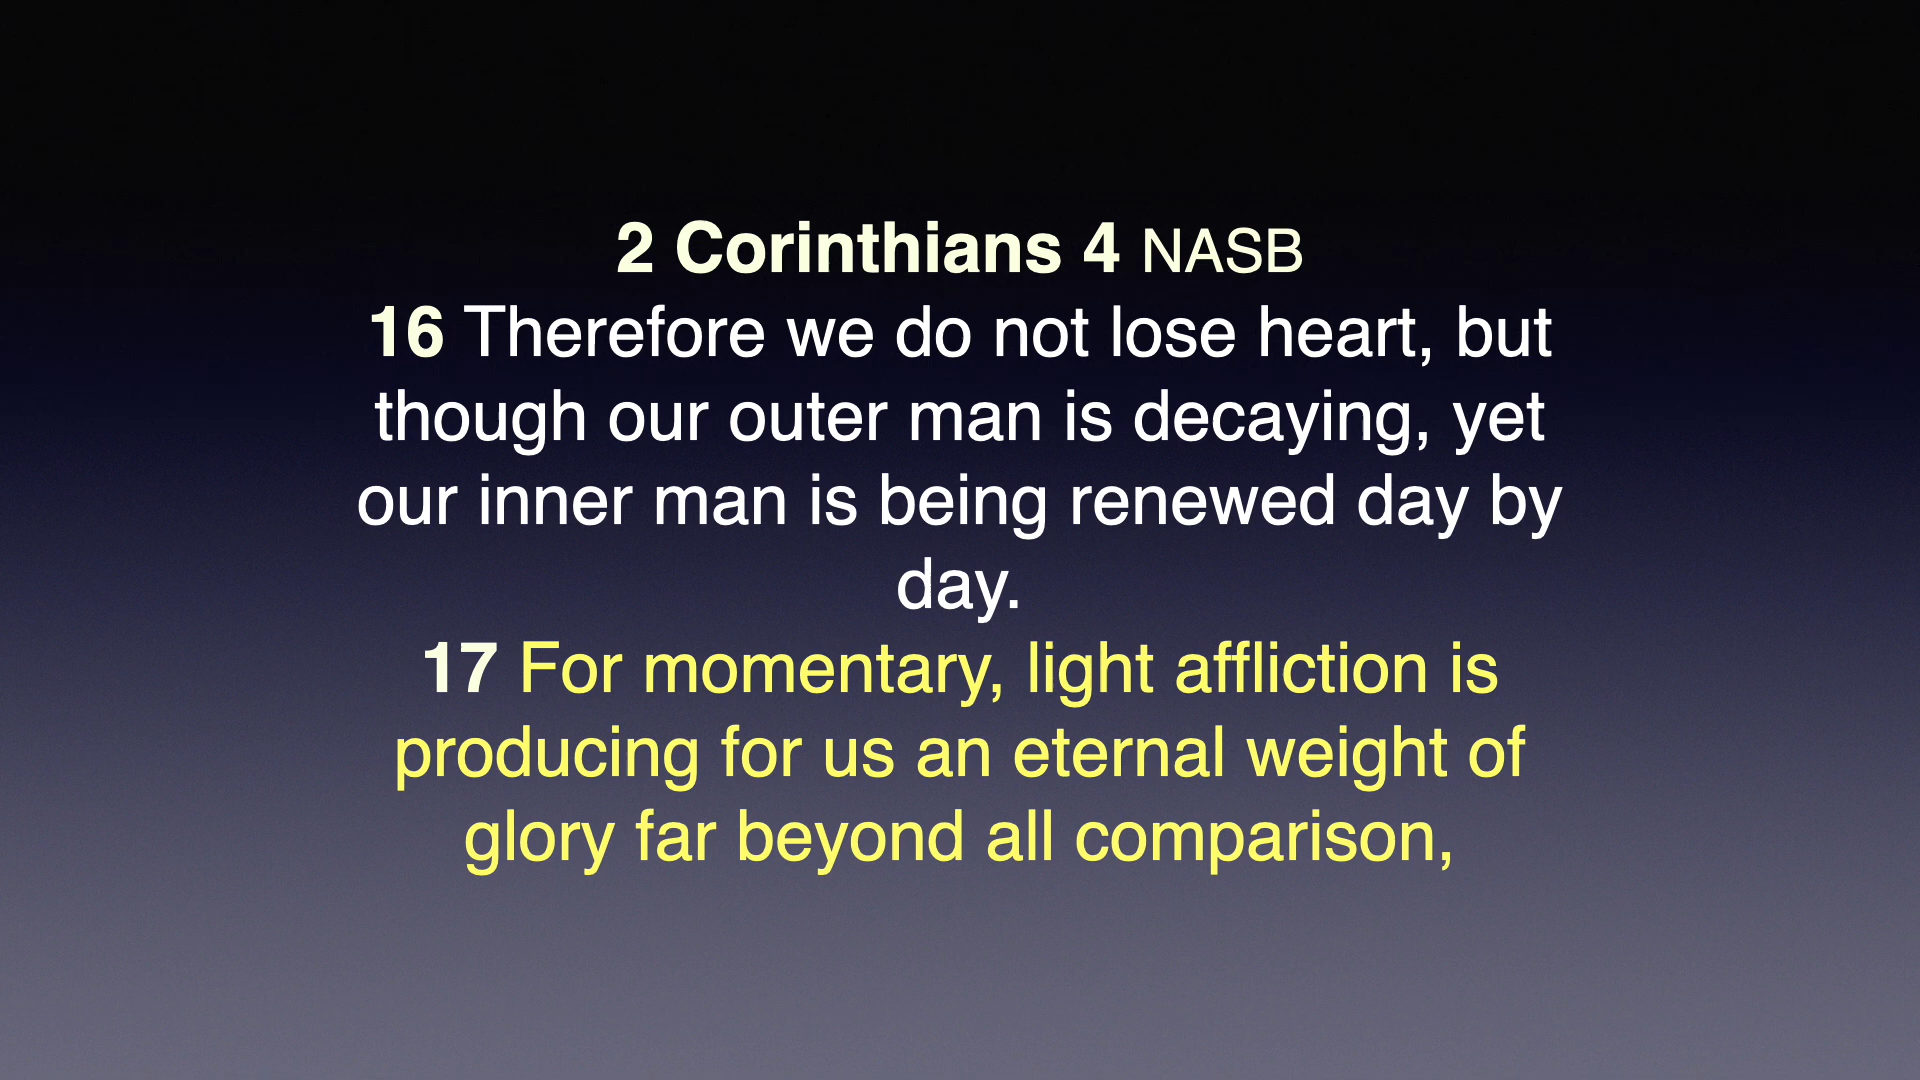 2 Corinthians 4 NASB
16 Therefore we do not lose heart, but
though our outer man is decaying, yet
our inner man is being renewed day by
day.
17 For momentary, light affliction is
producing for us an eternal weight of
glory far beyond all comparison,